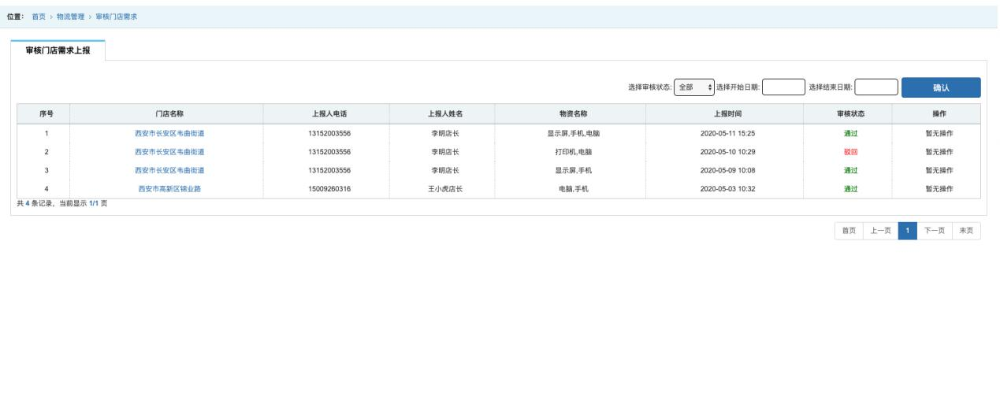 位置： 首页 › 物流管理 › 审核门店需求
审核门店需求上报
选择审核状态: 全部 选择开始日期: 选择结束日期: 确认
序号 门店名称 上报人电话 上报人姓名 物资名称 上报时间 审核状态 操作
1 西安市长安区韦曲街道 13152003556 李明店长 显示屏,手机,电脑 2020-05-11 15:25 通过 暂无操作
2 西安市长安区韦曲街道 13152003556 李明店长 打印机,电脑 2020-05-10 10:29 驳回 暂无操作
3 西安市长安区韦曲街道 13152003556 李明店长 显示屏,手机 2020-05-09 10:08 通过 暂无操作
4 西安市高新区锦业路 15009260316 王小虎店长 电脑,手机 2020-05-03 10:32 通过 暂无操作
共 4 条记录，当前显示 1/1 页
首页 上一页 1 下一页 末页